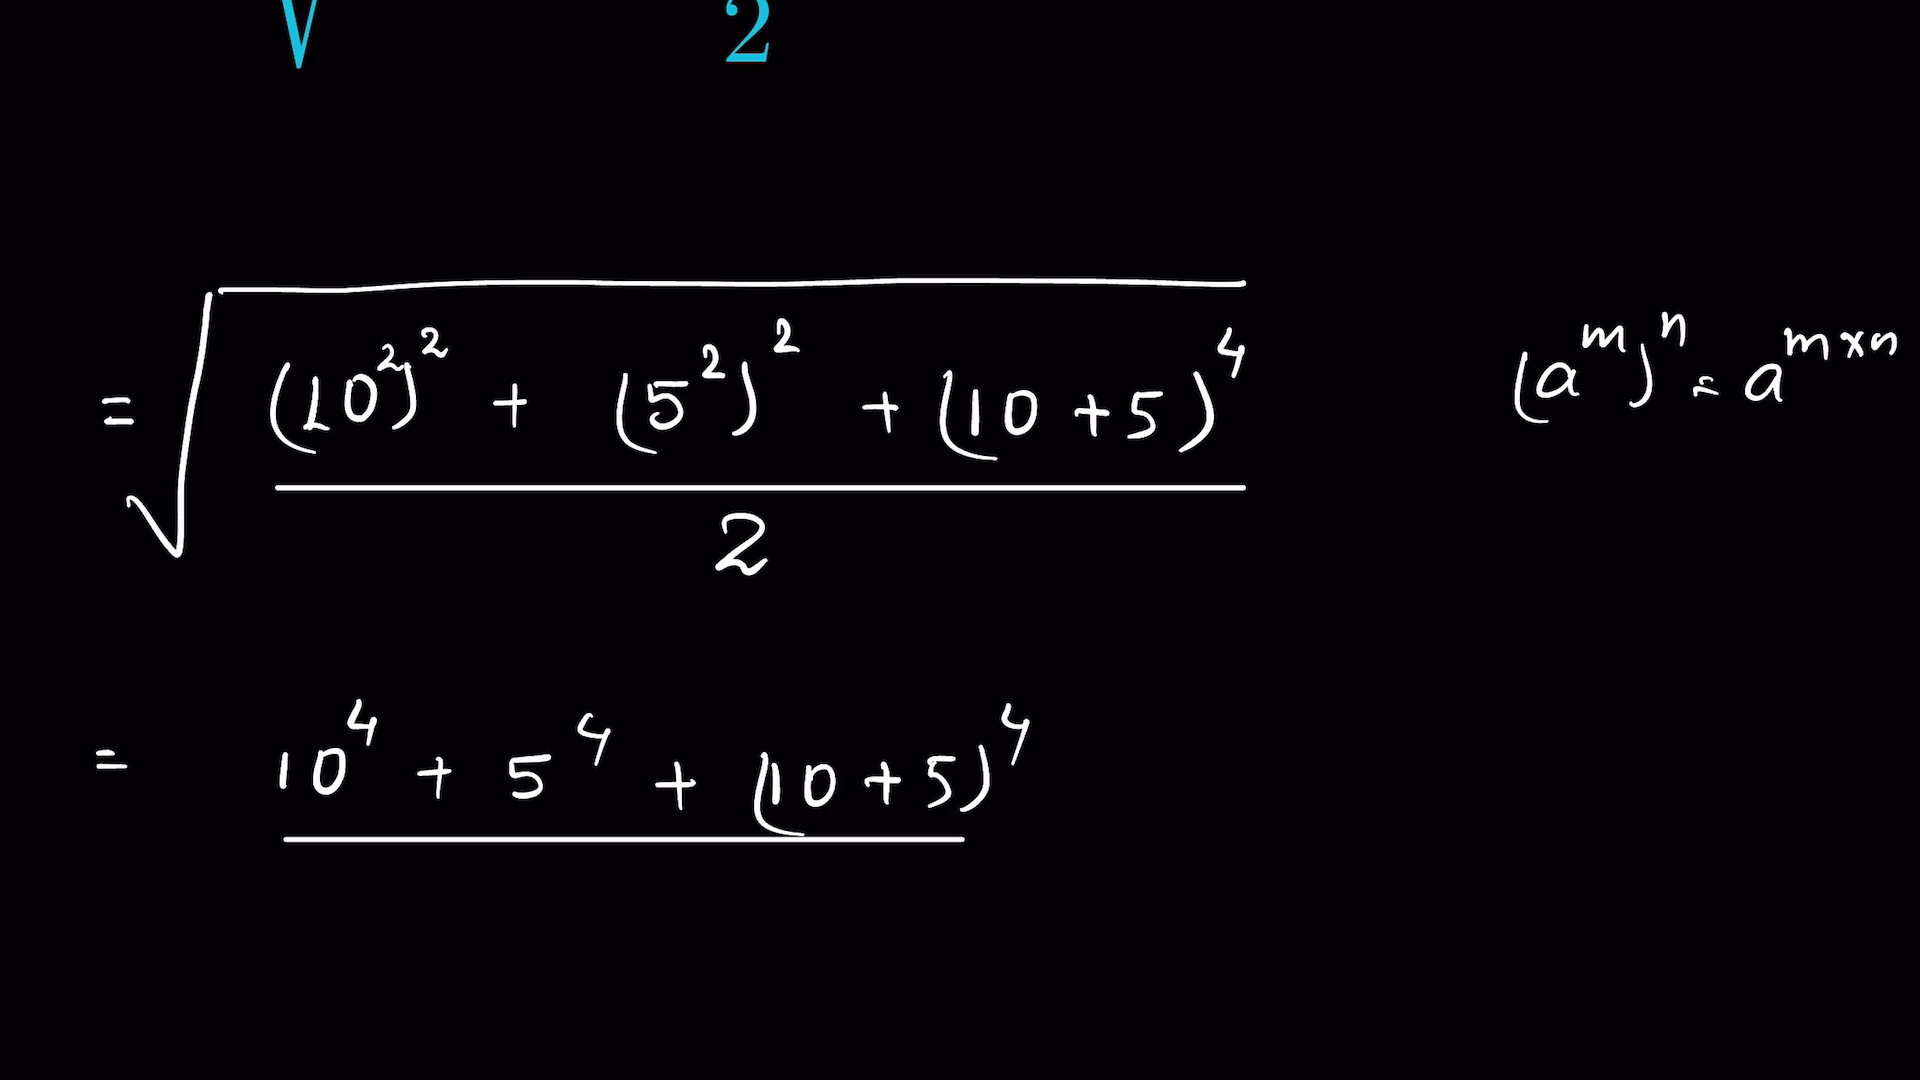 √ 2
= √(((10²)² + (5²)² + (10+5)⁴) / 2)
(aᵐ)ⁿ = aᵐˣⁿ
= 10⁴ + 5⁴ + (10+5)⁴